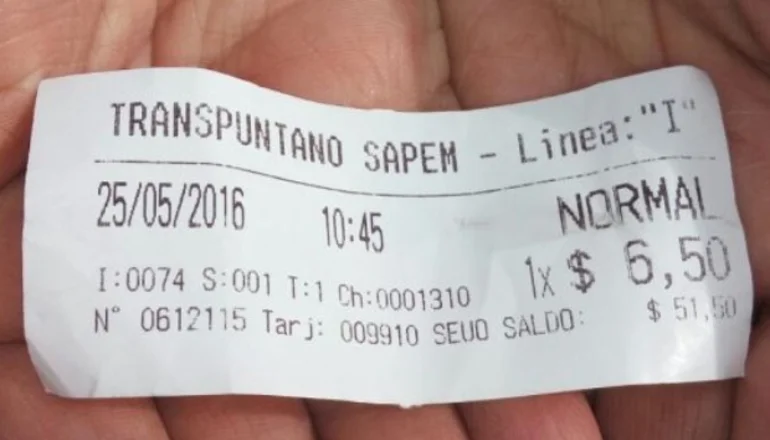 TRANSPUNTANO SAPEM - Linea:"I"
25/05/2016 10:45 NORMAL
1x $ 6,50
I:0074 S:001 T:1 Ch:0001310
N° 0612115 Tarj: 009910 SEUO SALDO: $ 51,50